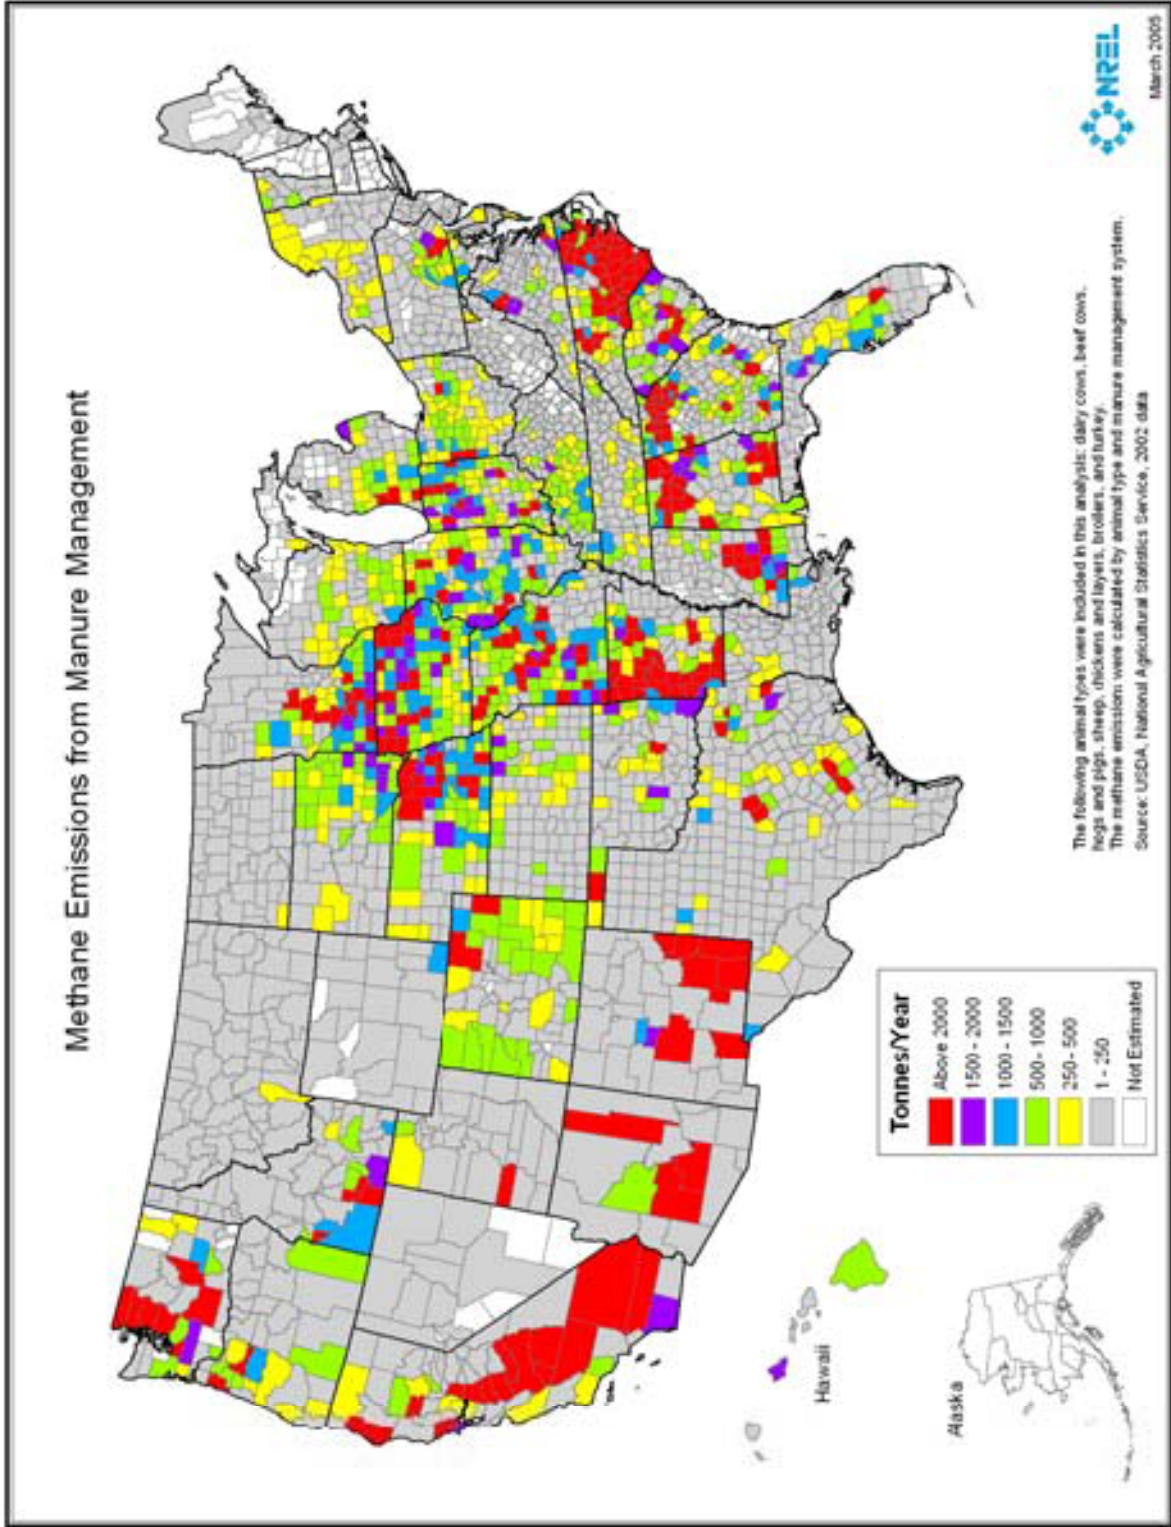 Methane Emissions from Manure Management
Tonnes/Year
Above 2000
1500 - 2000
1000 - 1500
500 - 1000
250 - 500
1 - 250
Not Estimated
Hawaii
Alaska
The following animal types were included in this analysis: dairy cows, beef cows,
hogs and pigs, sheep, chickens and layers, broilers, and turkey.
The methane emissions were calculated by animal type and manure management system.
Source: USDA, National Agricultural Statistics Service, 2002 data
NREL
March 2005